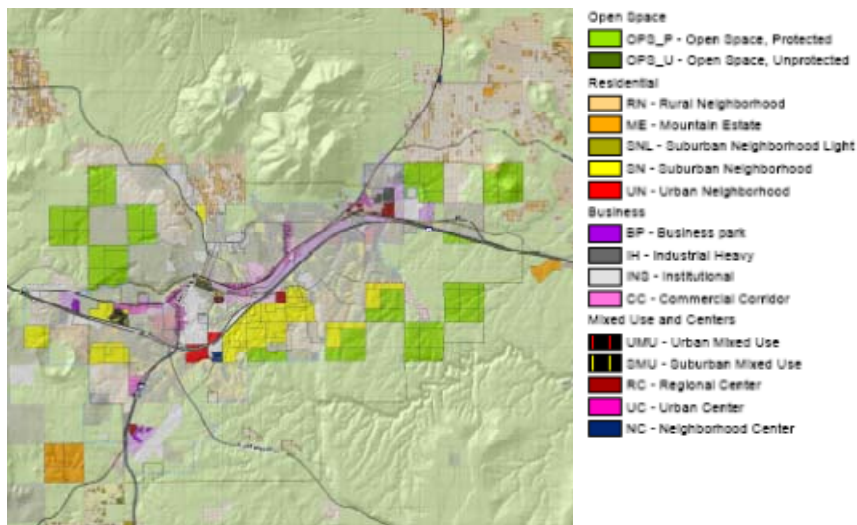 Open Space
OPS_P - Open Space, Protected
OPS_U - Open Space, Unprotected
Residential
RN - Rural Neighborhood
ME - Mountain Estate
SNL - Suburban Neighborhood Light
SN - Suburban Neighborhood
UN - Urban Neighborhood
Business
BP - Business park
IH - Industrial Heavy
INS - Institutional
CC - Commercial Corridor
Mixed Use and Centers
UMU - Urban Mixed Use
SMU - Suburban Mixed Use
RC - Regional Center
UC - Urban Center
NC - Neighborhood Center